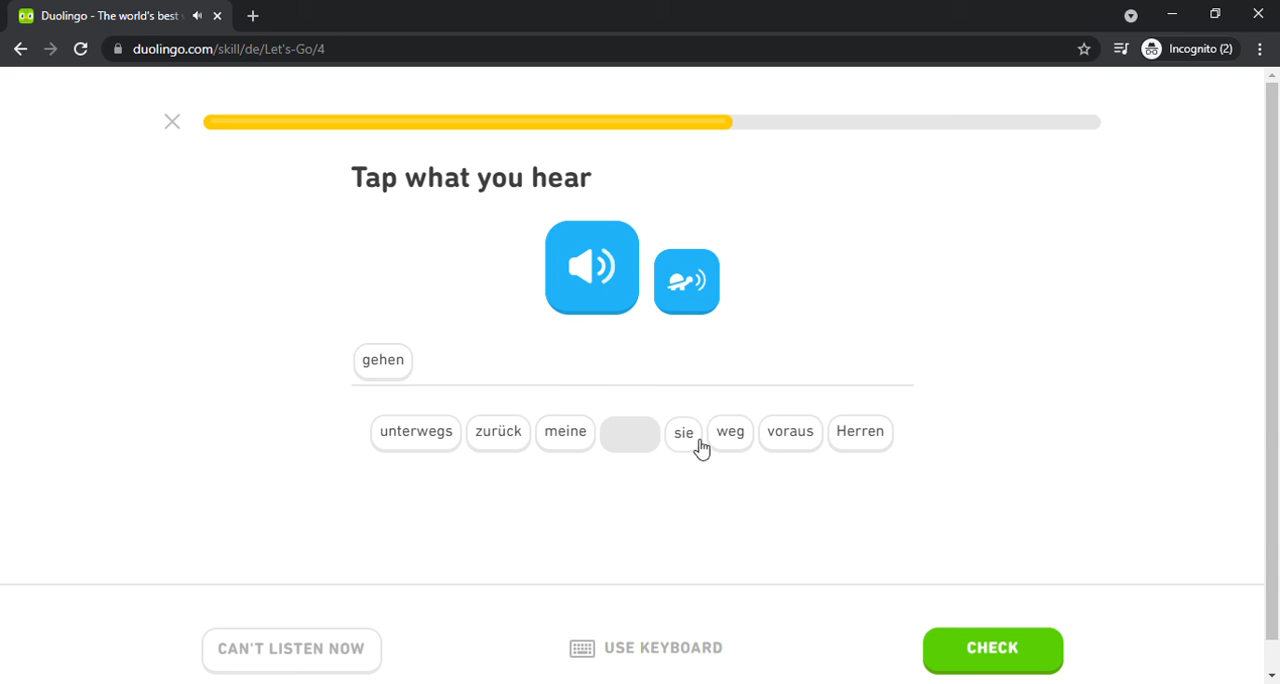 Duolingo - The world's best
duolingo.com/skill/de/Let's-Go/4
Incognito (2)
Tap what you hear
gehen
unterwegs zurück meine sie weg voraus Herren
CAN'T LISTEN NOW
USE KEYBOARD
CHECK